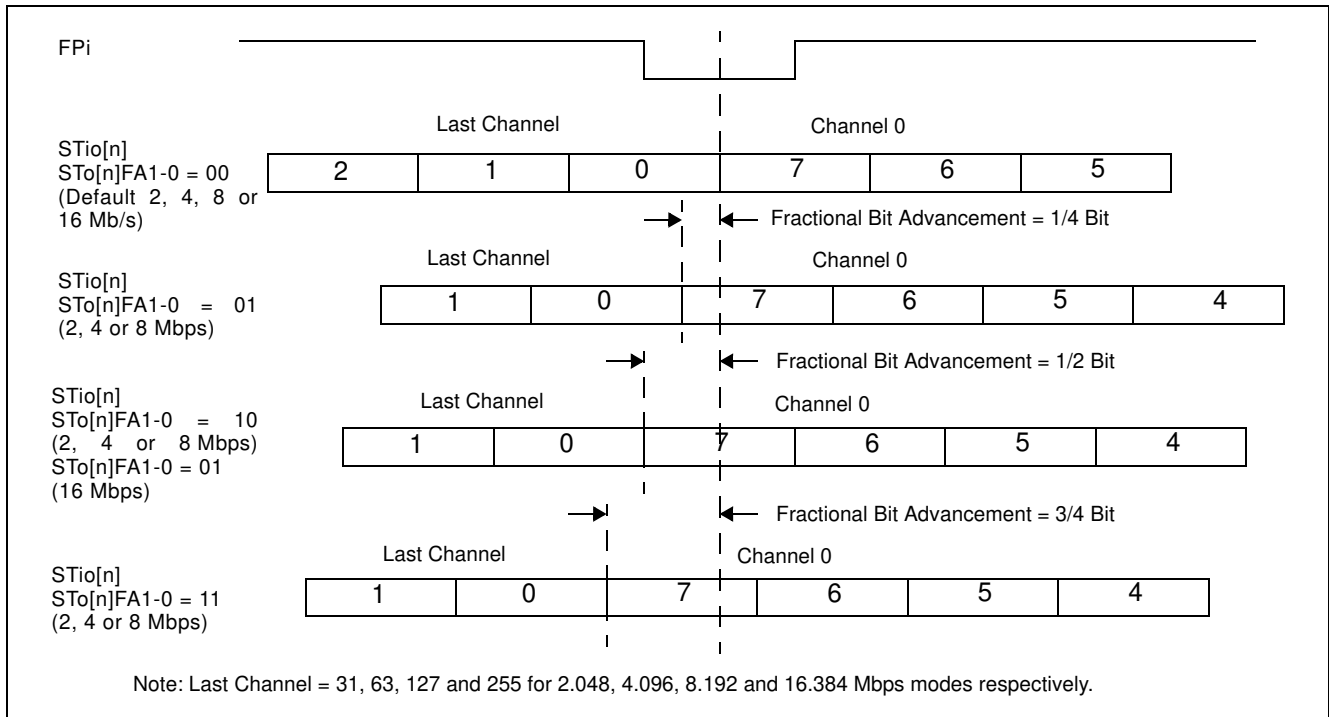 FPi
Last Channel Channel 0
STio[n]
STo[n]FA1-0 = 00
(Default 2, 4, 8 or
16 Mb/s)
2 1 0 7 6 5
Fractional Bit Advancement = 1/4 Bit
Last Channel Channel 0
STio[n]
STo[n]FA1-0 = 01
(2, 4 or 8 Mbps)
1 0 7 6 5 4
Fractional Bit Advancement = 1/2 Bit
Last Channel Channel 0
STio[n]
STo[n]FA1-0 = 10
(2, 4 or 8 Mbps)
STo[n]FA1-0 = 01
(16 Mbps)
1 0 7 6 5 4
Fractional Bit Advancement = 3/4 Bit
Last Channel Channel 0
STio[n]
STo[n]FA1-0 = 11
(2, 4 or 8 Mbps)
1 0 7 6 5 4
Note: Last Channel = 31, 63, 127 and 255 for 2.048, 4.096, 8.192 and 16.384 Mbps modes respectively.